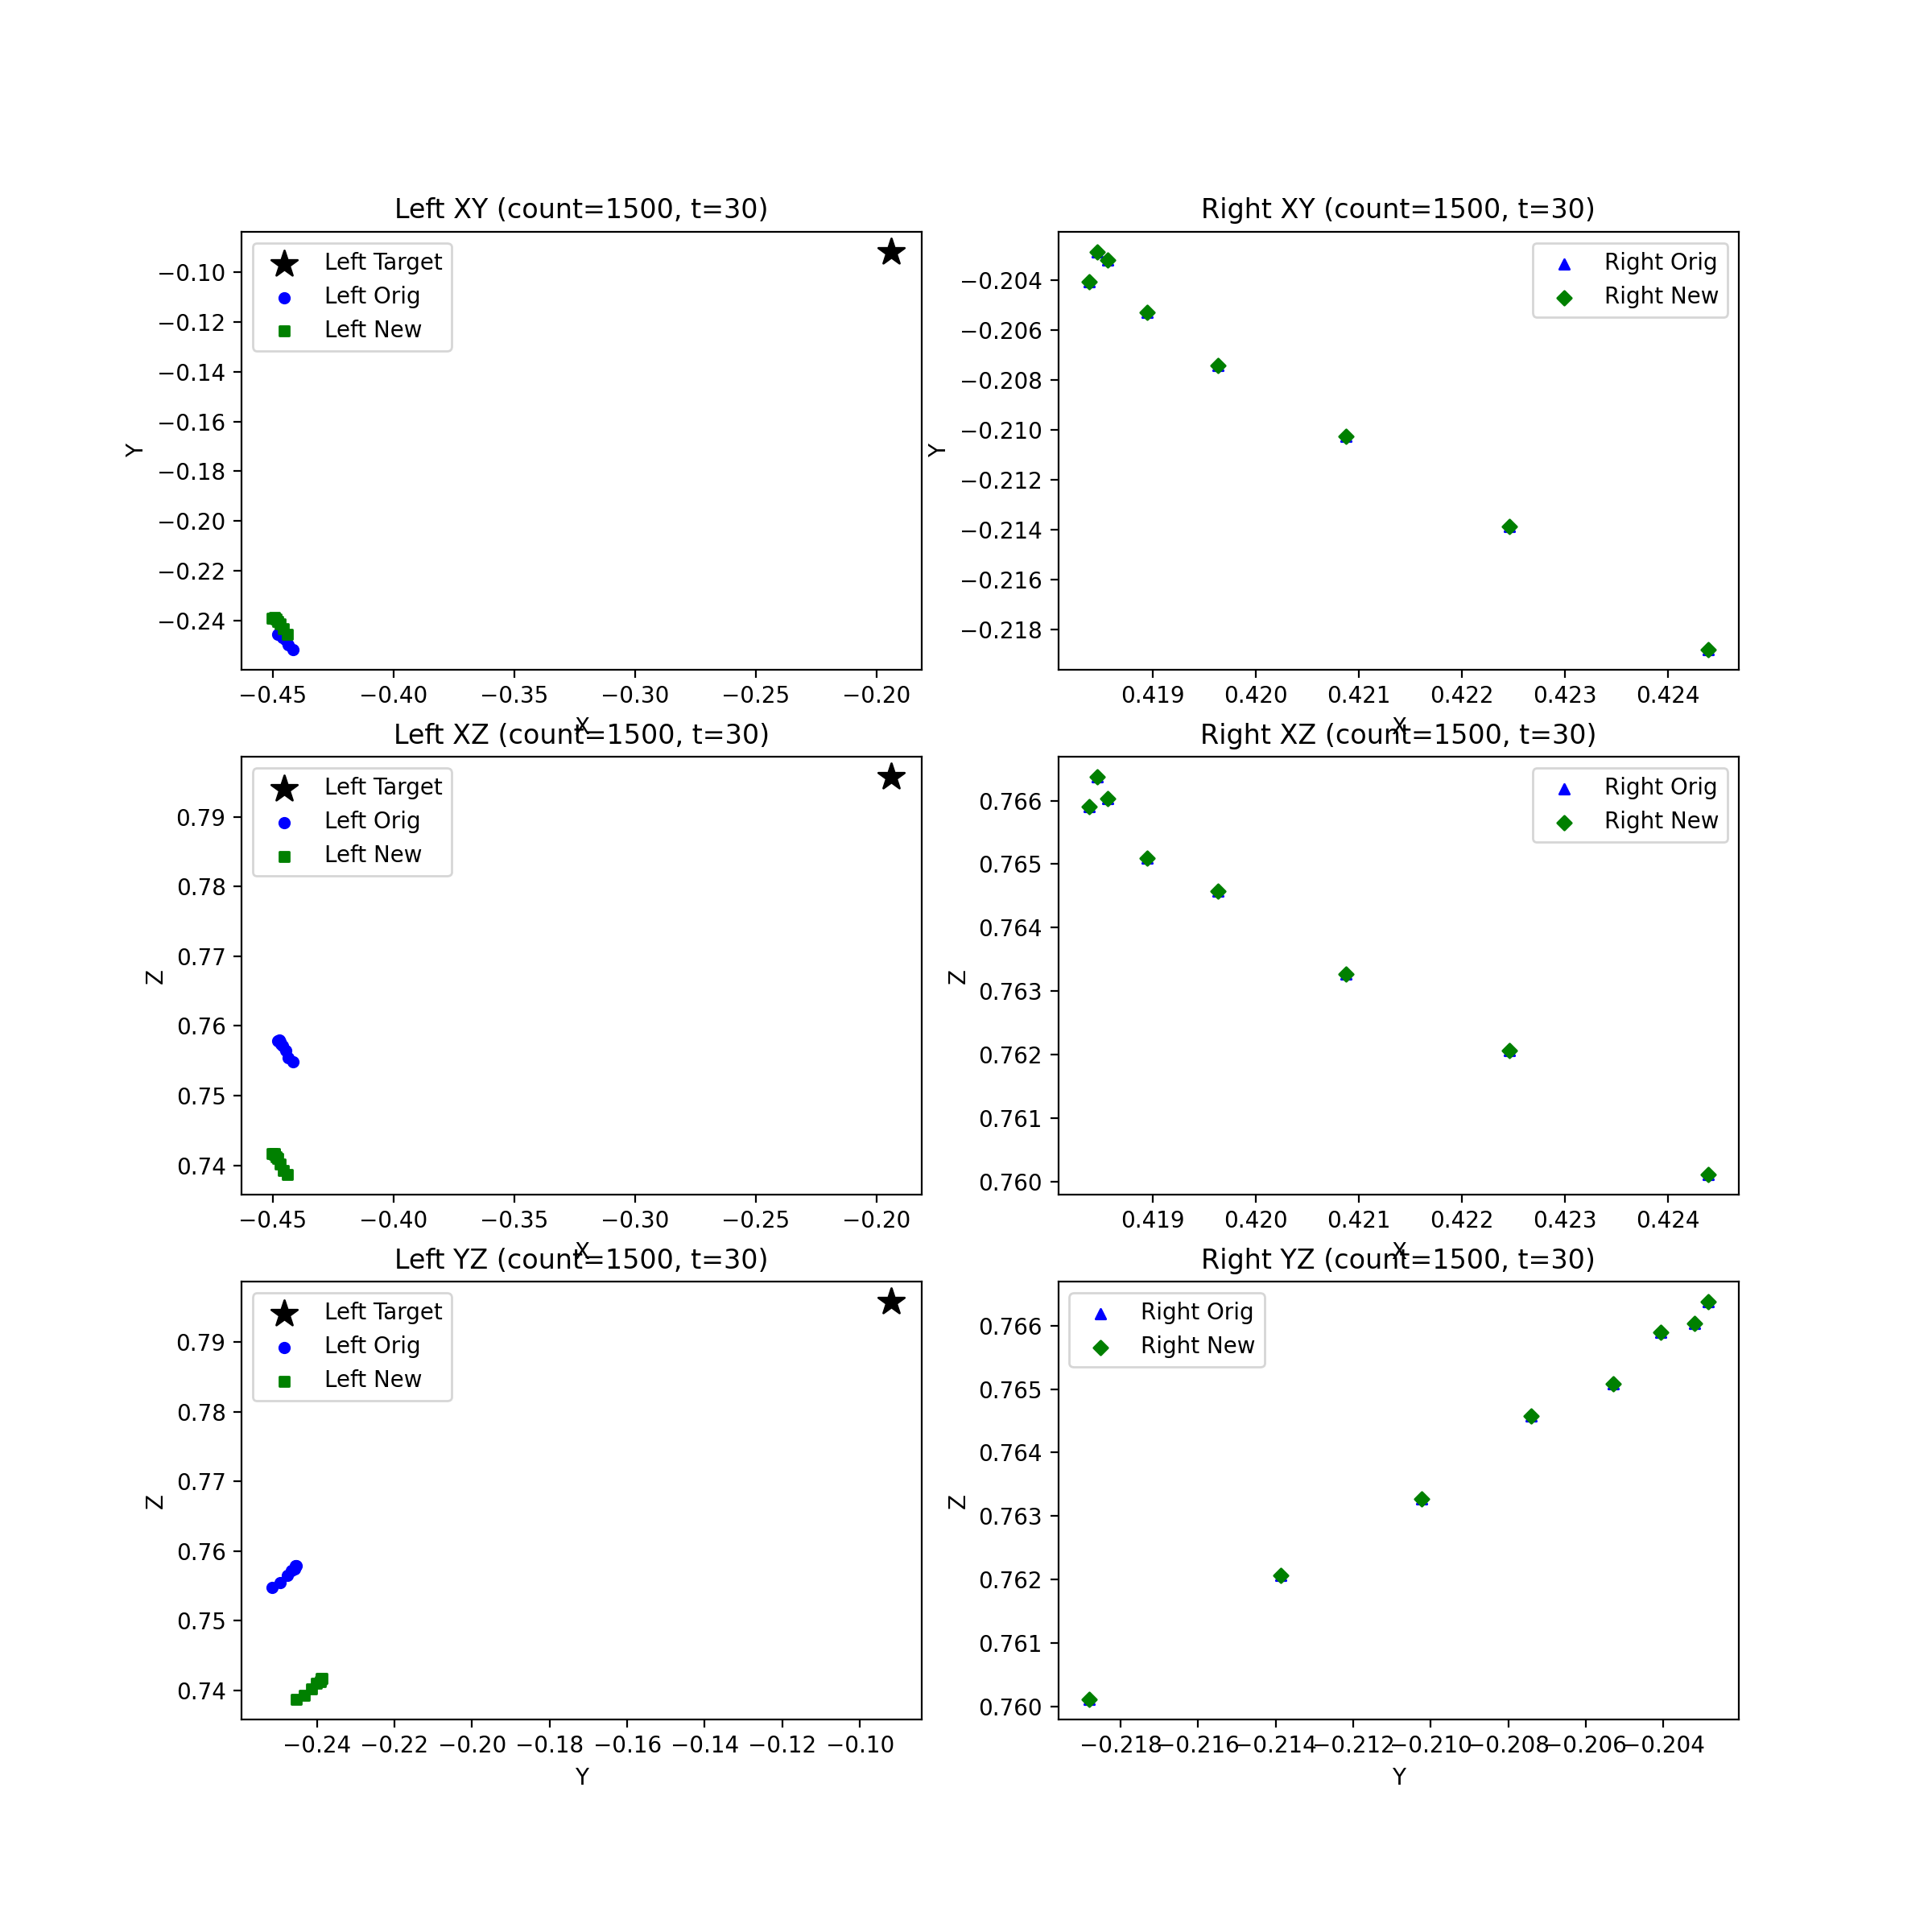 Left XY (count=1500, t=30)
Left Target
Left Orig
Left New
−0.10
−0.12
−0.14
−0.16
−0.18
−0.20
−0.22
−0.24
Y
−0.45 −0.40 −0.35 −0.30 −0.25 −0.20
X
Right XY (count=1500, t=30)
Right Orig
Right New
−0.204
−0.206
−0.208
−0.210
−0.212
−0.214
−0.216
−0.218
Y
0.419 0.420 0.421 0.422 0.423 0.424
X
Left XZ (count=1500, t=30)
Left Target
Left Orig
Left New
0.79
0.78
0.77
0.76
0.75
0.74
Z
−0.45 −0.40 −0.35 −0.30 −0.25 −0.20
X
Right XZ (count=1500, t=30)
Right Orig
Right New
0.766
0.765
0.764
0.763
0.762
0.761
0.760
Z
0.419 0.420 0.421 0.422 0.423 0.424
X
Left YZ (count=1500, t=30)
Left Target
Left Orig
Left New
0.79
0.78
0.77
0.76
0.75
0.74
Z
−0.24 −0.22 −0.20 −0.18 −0.16 −0.14 −0.12 −0.10
Y
Right YZ (count=1500, t=30)
Right Orig
Right New
0.766
0.765
0.764
0.763
0.762
0.761
0.760
Z
−0.218 −0.216 −0.214 −0.212 −0.210 −0.208 −0.206 −0.204
Y